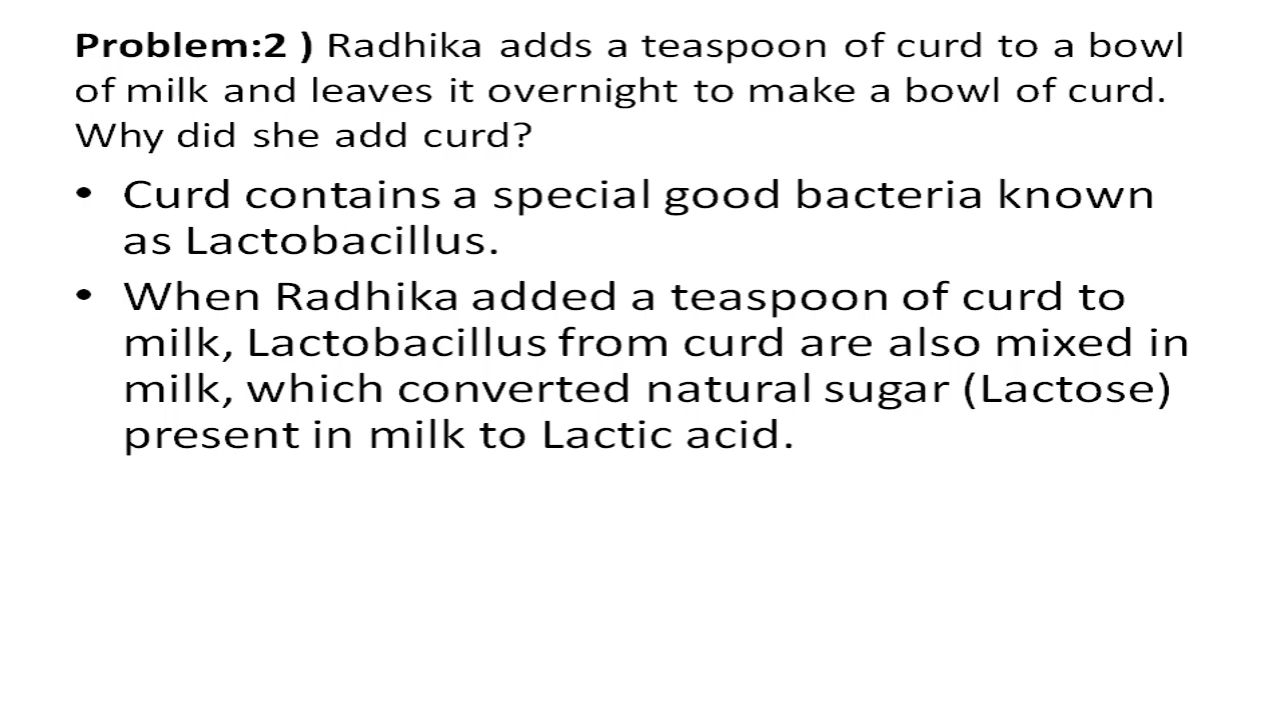 Problem:2 ) Radhika adds a teaspoon of curd to a bowl
of milk and leaves it overnight to make a bowl of curd.
Why did she add curd?
• Curd contains a special good bacteria known
as Lactobacillus.
• When Radhika added a teaspoon of curd to
milk, Lactobacillus from curd are also mixed in
milk, which converted natural sugar (Lactose)
present in milk to Lactic acid.